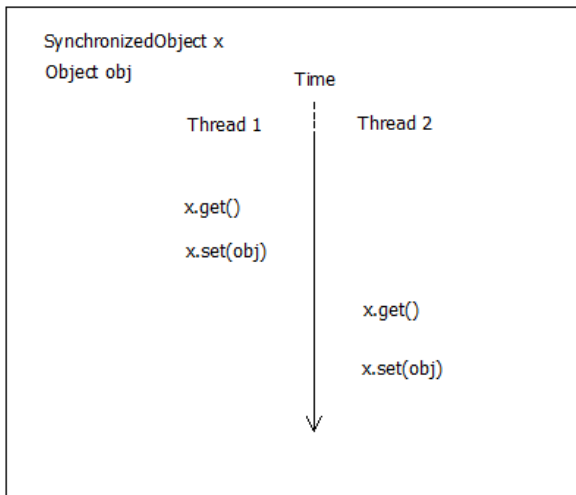 SynchronizedObject x
Object obj
Time
Thread 1
Thread 2
x.get()
x.set(obj)
x.get()
x.set(obj)